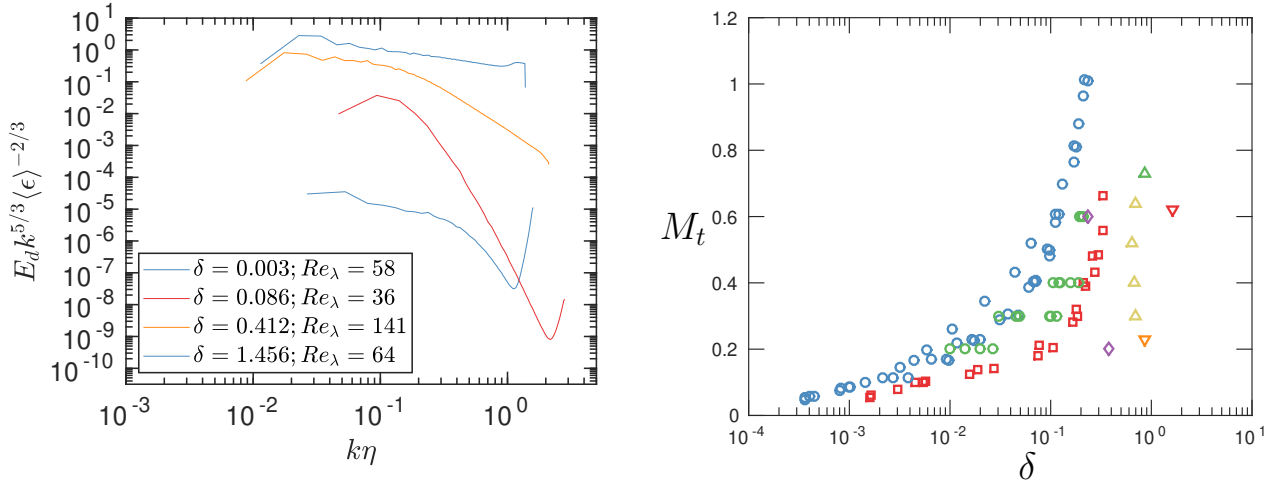 10^1
10^0
10^{-1}
10^{-2}
10^{-3}
10^{-4}
10^{-5}
10^{-6}
10^{-7}
10^{-8}
10^{-9}
10^{-10}
E_d k^{5/3} ⟨ϵ⟩^{-2/3}
δ = 0.003; Re_λ = 58
δ = 0.086; Re_λ = 36
δ = 0.412; Re_λ = 141
δ = 1.456; Re_λ = 64
10^{-3} 10^{-2} 10^{-1} 10^0
kη
1.2
1
0.8
0.6
0.4
0.2
0
M_t
10^{-4} 10^{-3} 10^{-2} 10^{-1} 10^0 10^1
δ